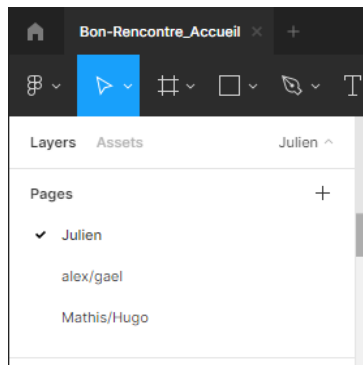 Bon-Rencontre_Accueil
Layers Assets Julien
Pages
Julien
alex/gael
Mathis/Hugo